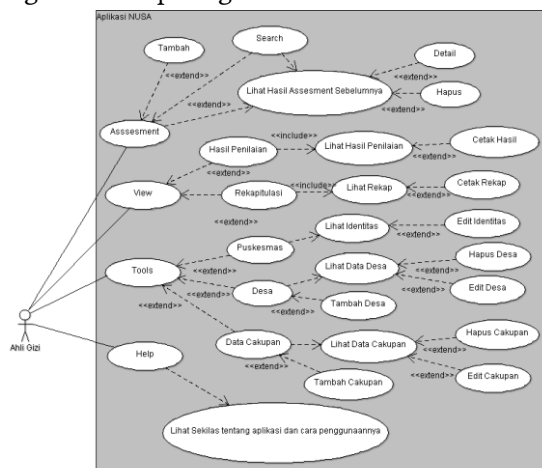 Aplikasi NUSA
Tambah
Search
Detail
<<extend>>
<<extend>>
<<extend>>
Lihat Hasil Assesment Sebelumnya
Hapus
<<extend>>
<<extend>>
Asssesment
<<include>>
Hasil Penilaian
Lihat Hasil Penilaian
Cetak Hasil
<<extend>>
<<extend>>
View
Rekapitulasi
<<include>>
Lihat Rekap
Cetak Rekap
<<extend>>
<<extend>>
Edit Identitas
Puskesmas
Lihat Identitas
<<extend>>
Hapus Desa
Tools
Lihat Data Desa
<<extend>>
<<extend>>
Desa
<<extend>>
Edit Desa
<<extend>>
Tambah Desa
<<extend>>
Hapus Cakupan
Data Cakupan
Lihat Data Cakupan
<<extend>>
Ahli Gizi
Help
<<extend>>
<<extend>>
Edit Cakupan
Tambah Cakupan
Lihat Sekilas tentang aplikasi dan cara penggunaannya